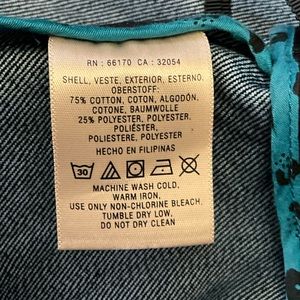 RN : 66170 CA : 32054
SHELL, VESTE, EXTERIOR, ESTERNO,
OBERSTOFF:
75% COTTON, COTON, ALGODÓN,
COTONE, BAUMWOLLE
25% POLYESTER, POLYESTER,
POLIÉSTER,
POLIESTERE, POLYESTER
HECHO EN FILIPINAS
30
MACHINE WASH COLD,
WARM IRON,
USE ONLY NON-CHLORINE BLEACH,
TUMBLE DRY LOW,
DO NOT DRY CLEAN